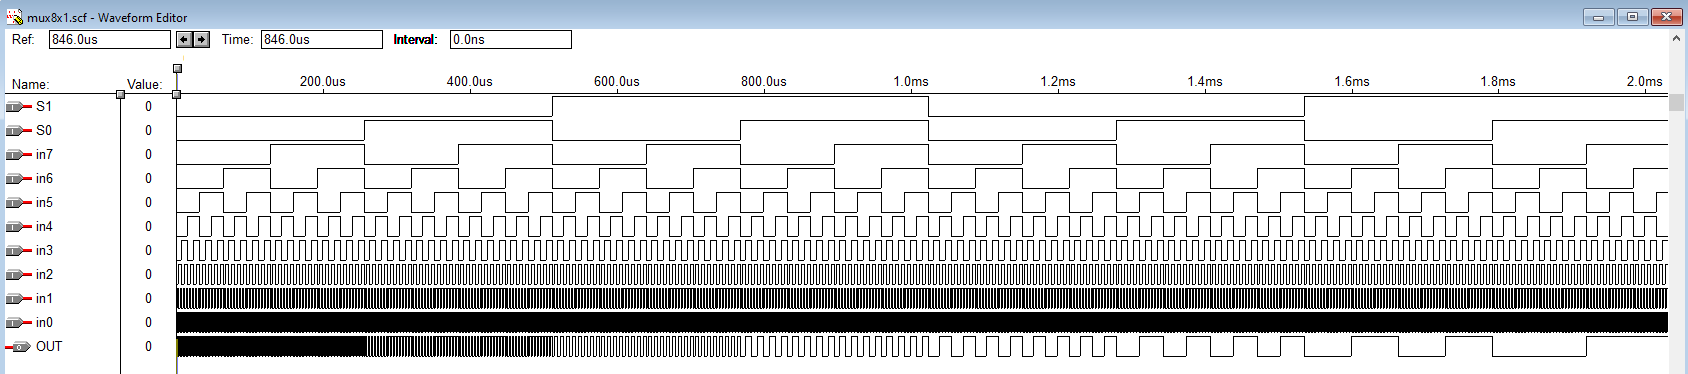 mux8x1.scf - Waveform Editor
Ref: 846.0us Time: 846.0us Interval: 0.0ns
200.0us 400.0us 600.0us 800.0us 1.0ms 1.2ms 1.4ms 1.6ms 1.8ms 2.0ms
Name: Value:
S1 0
S0 0
in7 0
in6 0
in5 0
in4 0
in3 0
in2 0
in1 0
in0 0
OUT 0